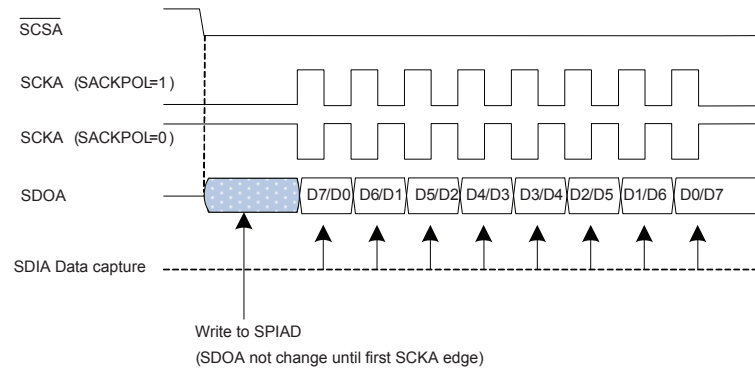 SCSA
SCKA (SACKPOL=1)
SCKA (SACKPOL=0)
SDOA
D7/D0 D6/D1 D5/D2 D4/D3 D3/D4 D2/D5 D1/D6 D0/D7
SDIA Data capture
Write to SPIAD
(SDOA not change until first SCKA edge)